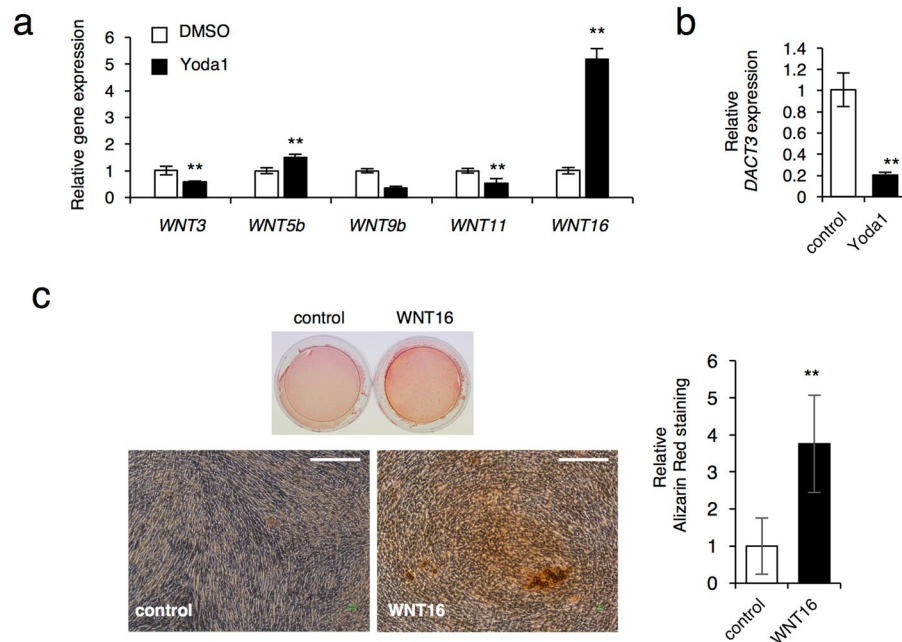 a
Relative gene expression
6
5
4
3
2
1
0
DMSO
Yoda1
**
**
**
**
WNT3
WNT5b
WNT9b
WNT11
WNT16
b
Relative
DACT3 expression
1.4
1.2
1
0.8
0.6
0.4
0.2
0
**
control
Yoda1
c
control
WNT16
control
WNT16
Relative
Alizarin Red staining
6
5
4
3
2
1
0
**
control
WNT16